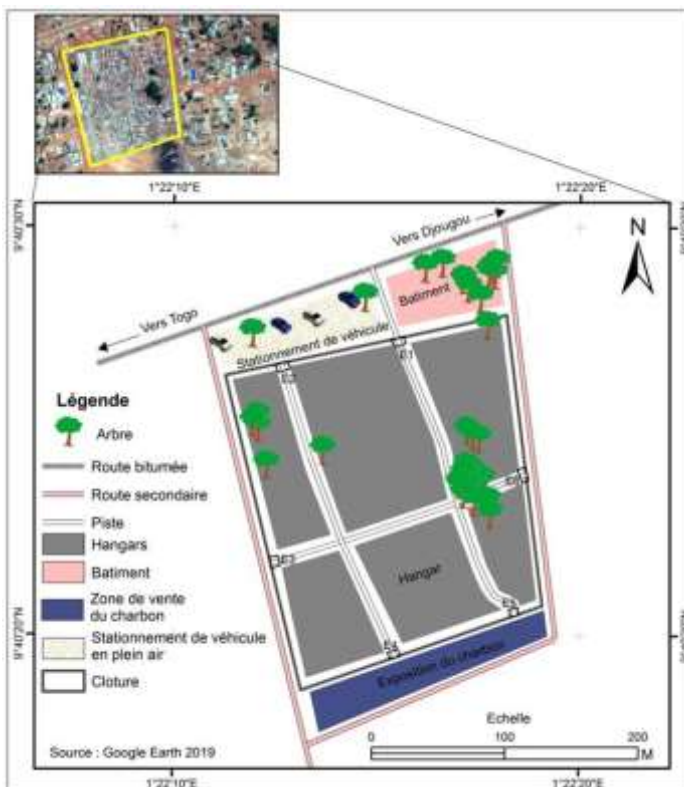 1°22'10"E
1°22'20"E
9°40'30"N
N
Vers Djougou
Vers Togo
Batiment
Stationnement de véhicule
E1
Légende
Arbre
Route bitumée
Route secondaire
Piste
Hangars
Batiment
Zone de vente
du charbon
Stationnement de véhicule
en plein air
Cloture
Hangar
E4
Exposition du charbon
9°40'20"N
Echelle
0 100 200
M
Source : Google Earth 2019
1°22'10"E
1°22'20"E